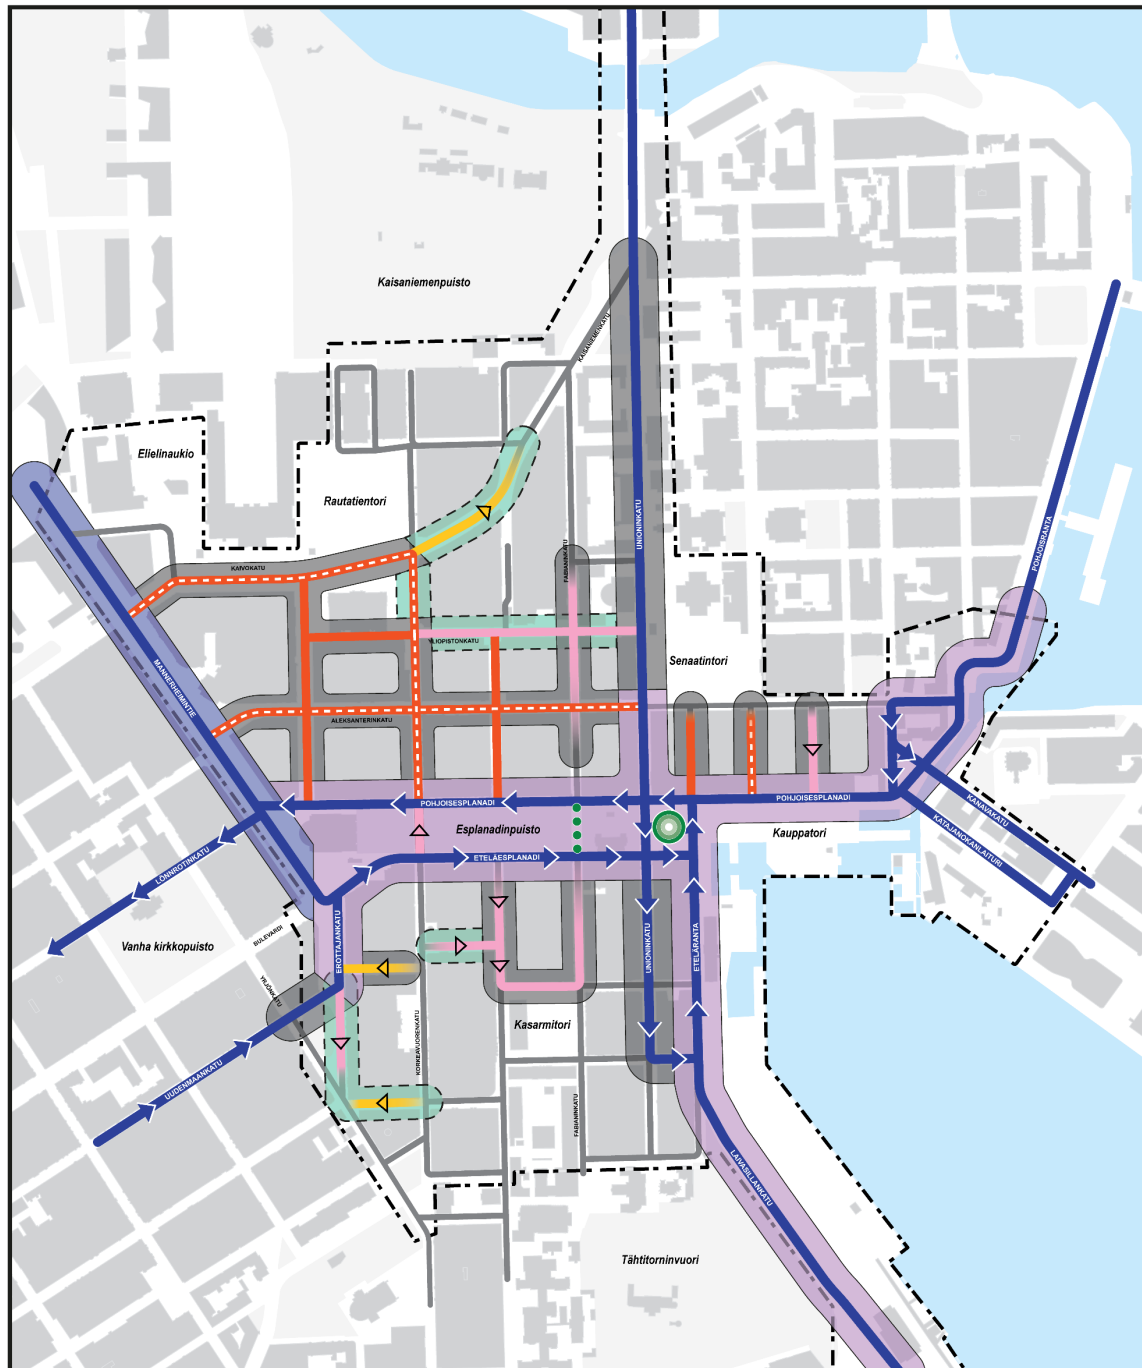 Kaisaniemenpuisto
KAISANIEMENKATU
Elielinaukio
Rautatientori
UNIONINKATU
POHJOISRANTA
KAIVOKATU
FABIANINKATU
LIOPISTONKATU
MANNERHEIMINTIE
Senaatintori
ALEKSANTERINKATU
POHJOISESPLANADI
POHJOISESPLANADI
Esplanadinpuisto
Kauppatori
KANAVAKATU
KATAJANOKANLAITURI
LÖNNROTINKATU
ETELÄESPLANADI
Vanha kirkkopuisto
BULEVARDI
EROTTAJANKATU
UNIONINKATU
ETELÄRANTA
YRJÖNKATU
Kasarmitori
KORKEAVUORENKATU
UUDENMAANKATU
FABIANINKATU
LAIVASILLANKATU
Tähtitorninvuori